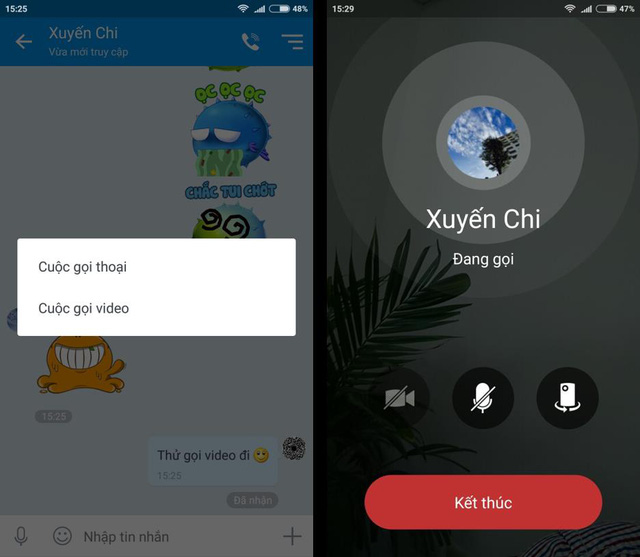 15:25
48%
Xuyến Chi
Vừa mới truy cập
ỌC ỌC ỌC
CHẮC TUI CHỚT
Cuộc gọi thoại
Cuộc gọi video
15:25
Thử gọi video đi
15:25
Đã nhận
Nhập tin nhắn
15:29
47%
Xuyến Chi
Đang gọi
Kết thúc